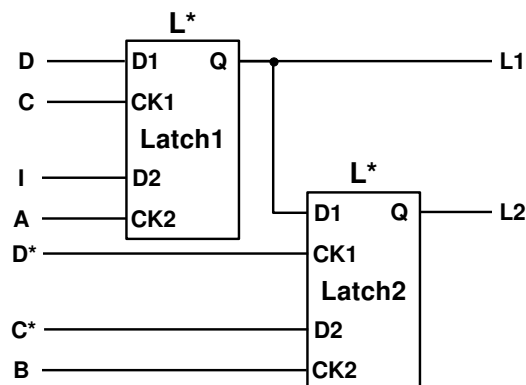 L*
D D1 Q L1
C CK1
Latch1
I D2
L*
A CK2
D1 Q L2
D* CK1
Latch2
C* D2
B CK2